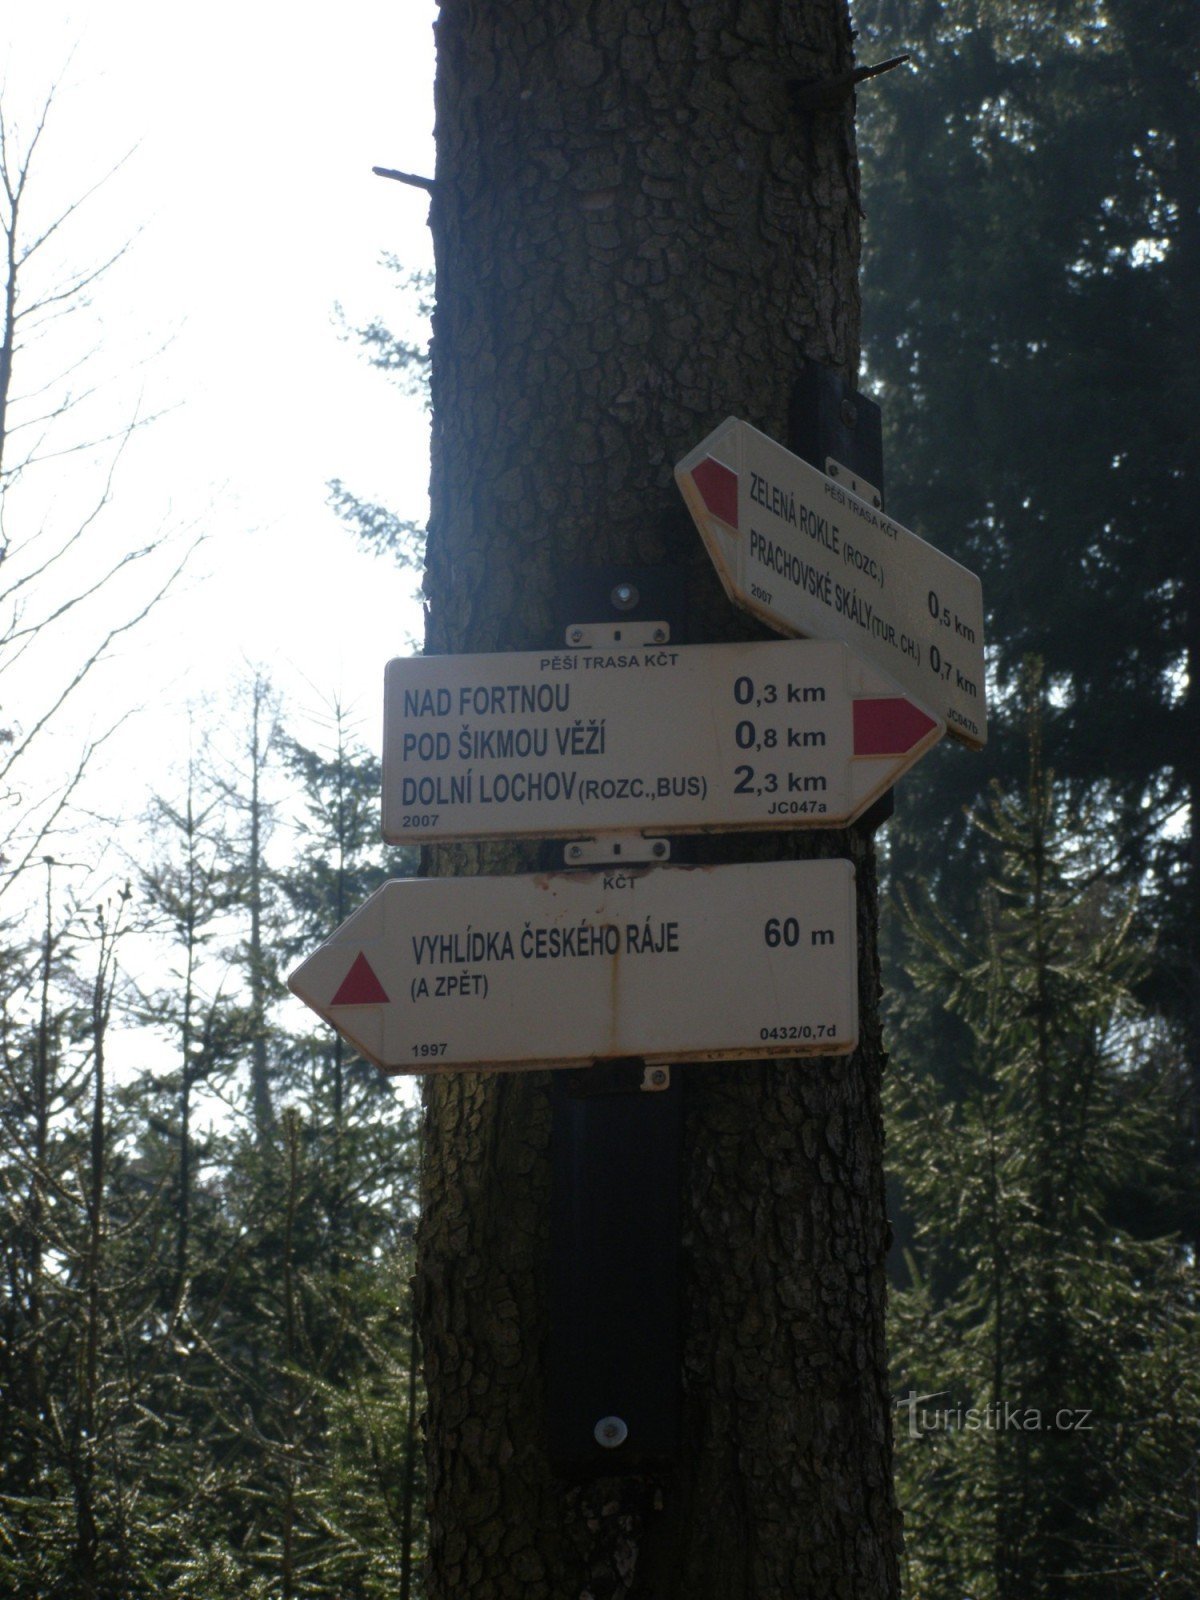 PĚŠÍ TRASA KČT
ZELENÁ ROKLE (ROZC.) 0,5 km
PRACHOVSKÉ SKÁLY (TUR. CH.) 0,7 km
2007 JC047b
PĚŠÍ TRASA KČT
NAD FORTNOU 0,3 km
POD ŠIKMOU VĚŽÍ 0,8 km
DOLNÍ LOCHOV (ROZC.,BUS) 2,3 km
2007 JC047a
KČT
VYHLÍDKA ČESKÉHO RÁJE 60 m
(A ZPĚT)
1997 0432/0,7d
Turistika.cz